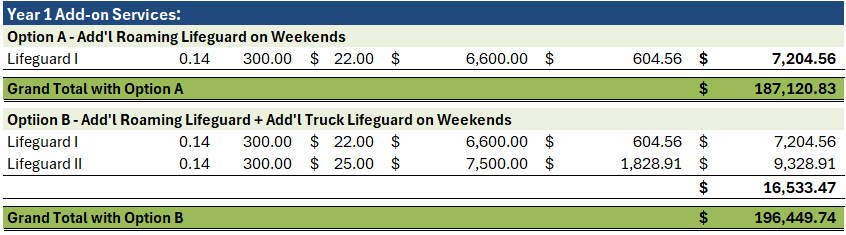 Year 1 Add-on Services:
Option A - Add'l Roaming Lifeguard on Weekends
Lifeguard I 0.14 300.00 $ 22.00 $ 6,600.00 $ 604.56 $ 7,204.56
Grand Total with Option A $ 187,120.83
Optiion B - Add'l Roaming Lifeguard + Add'l Truck Lifeguard on Weekends
Lifeguard I 0.14 300.00 $ 22.00 $ 6,600.00 $ 604.56 $ 7,204.56
Lifeguard II 0.14 300.00 $ 25.00 $ 7,500.00 $ 1,828.91 $ 9,328.91
$ 16,533.47
Grand Total with Option B $ 196,449.74